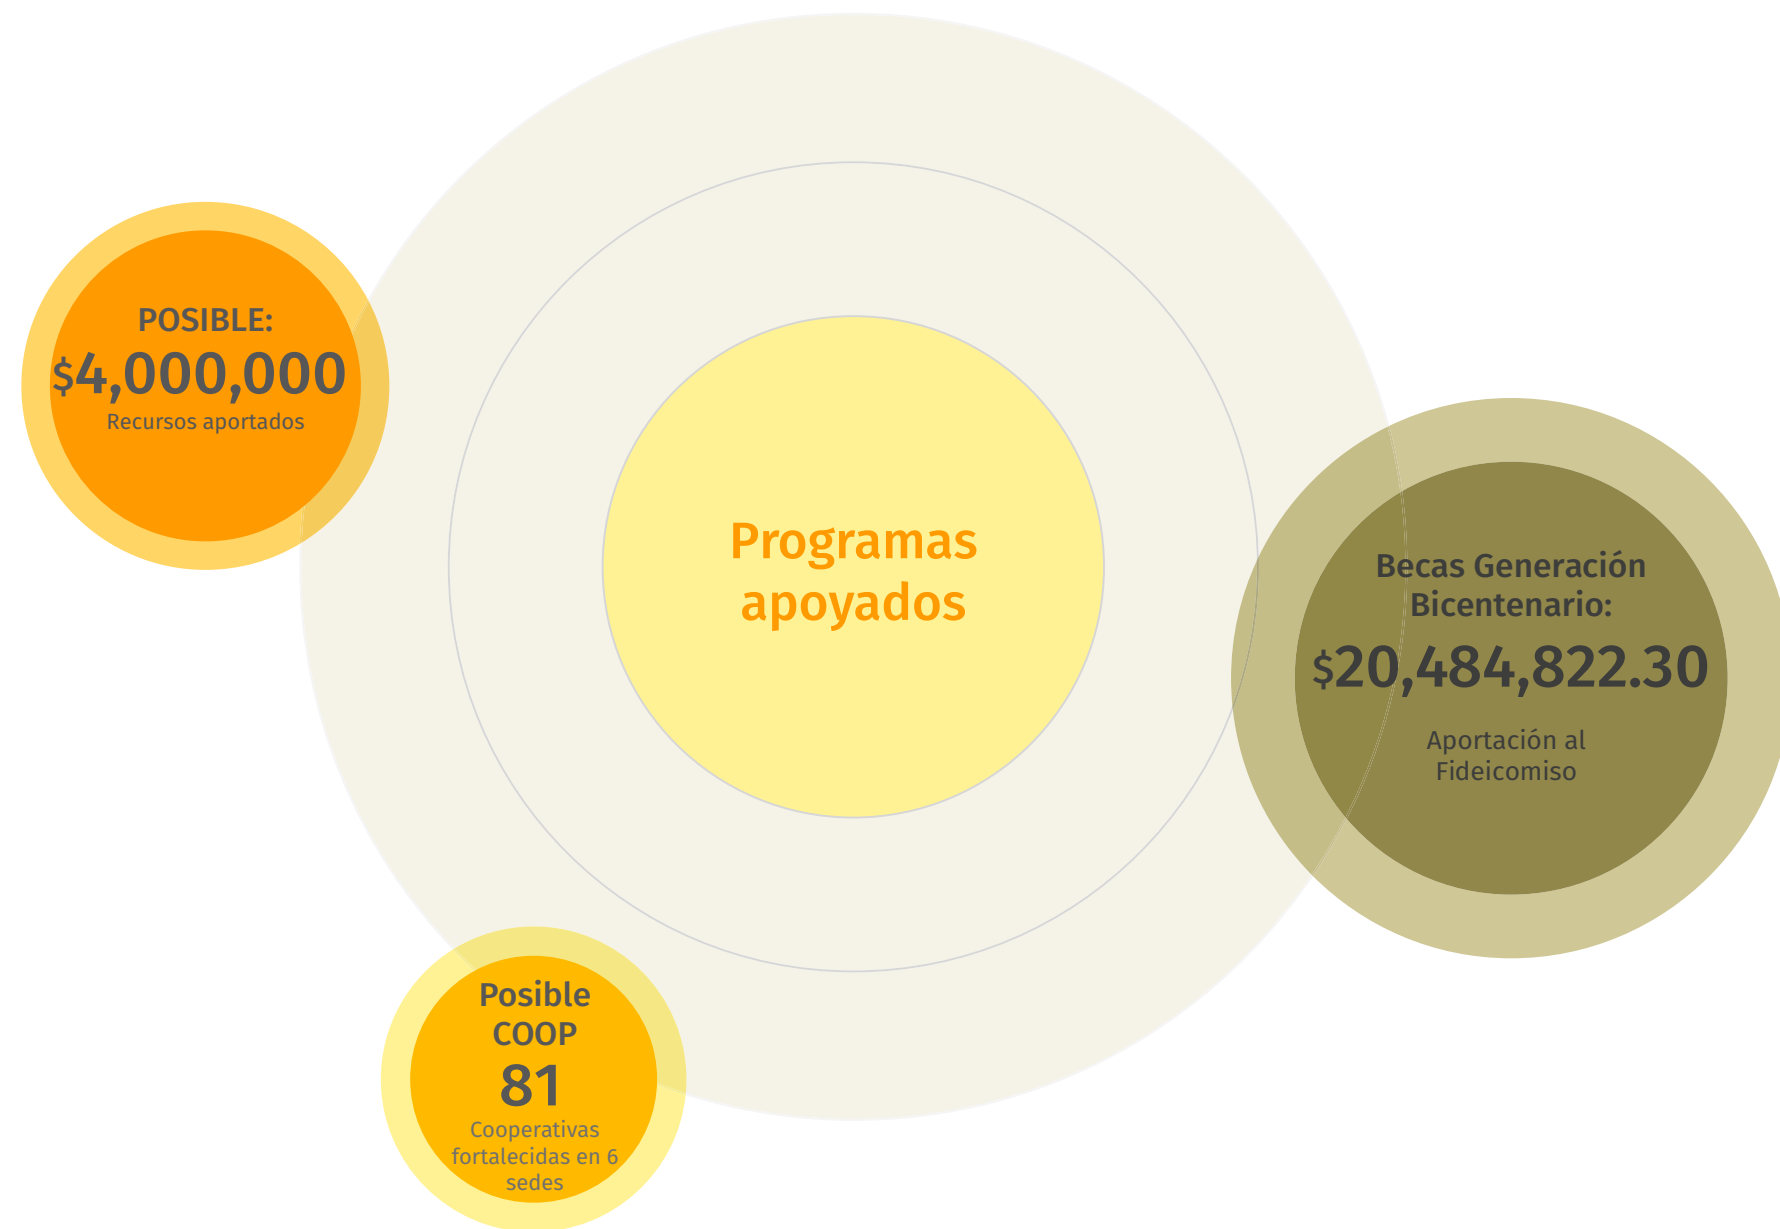 POSIBLE:
$4,000,000
Recursos aportados
Programas
apoyados
Becas Generación
Bicentenario:
$20,484,822.30
Aportación al
Fideicomiso
Posible
COOP
81
Cooperativas
fortalecidas en 6
sedes